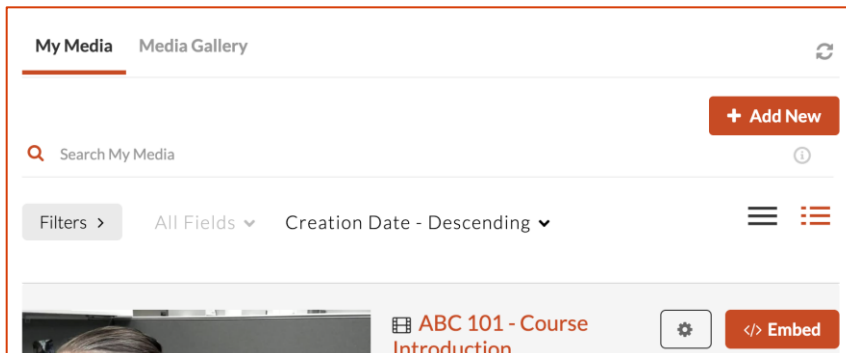 My Media Media Gallery
+ Add New
Search My Media
Filters > All Fields Creation Date - Descending
ABC 101 - Course
Introduction
</> Embed